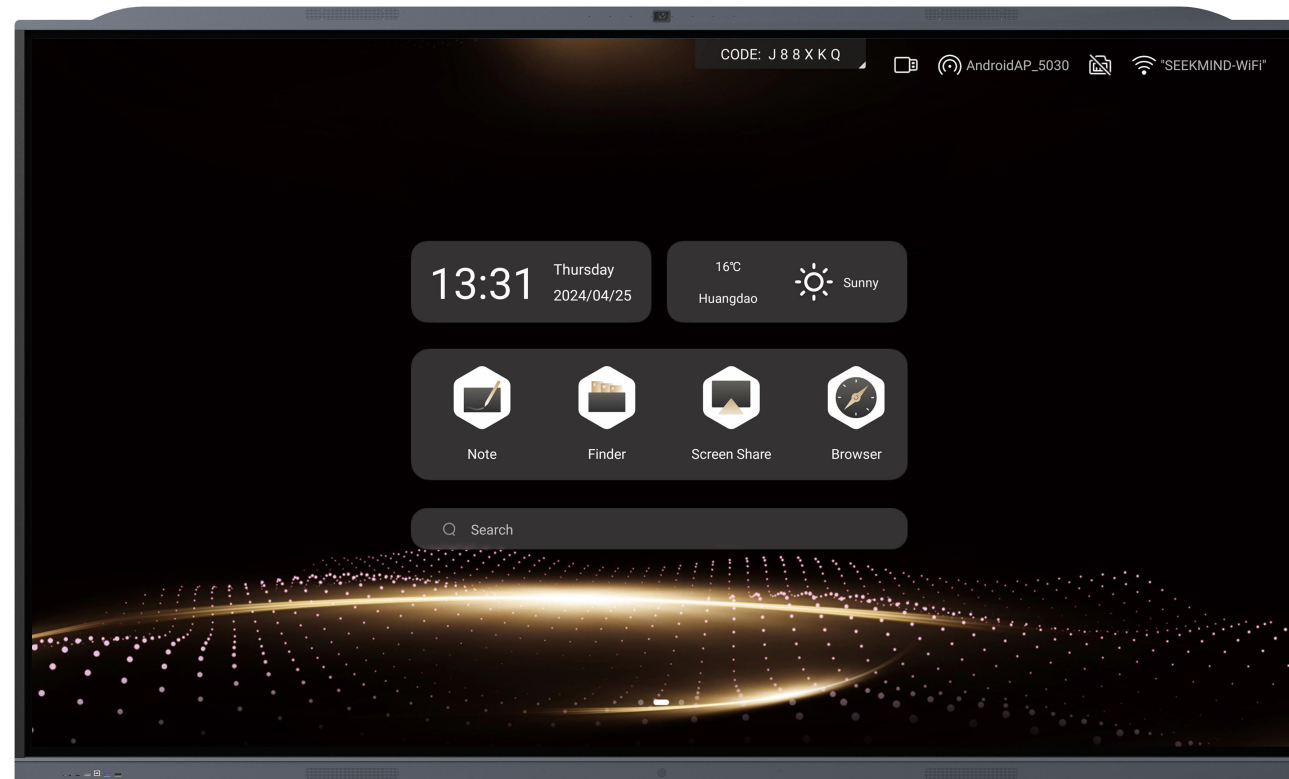 CODE: J 8 8 X K Q
AndroidAP_5030
"SEEKMIND-WiFi"
13:31
Thursday
2024/04/25
16℃
Huangdao
Sunny
Note
Finder
Screen Share
Browser
Search